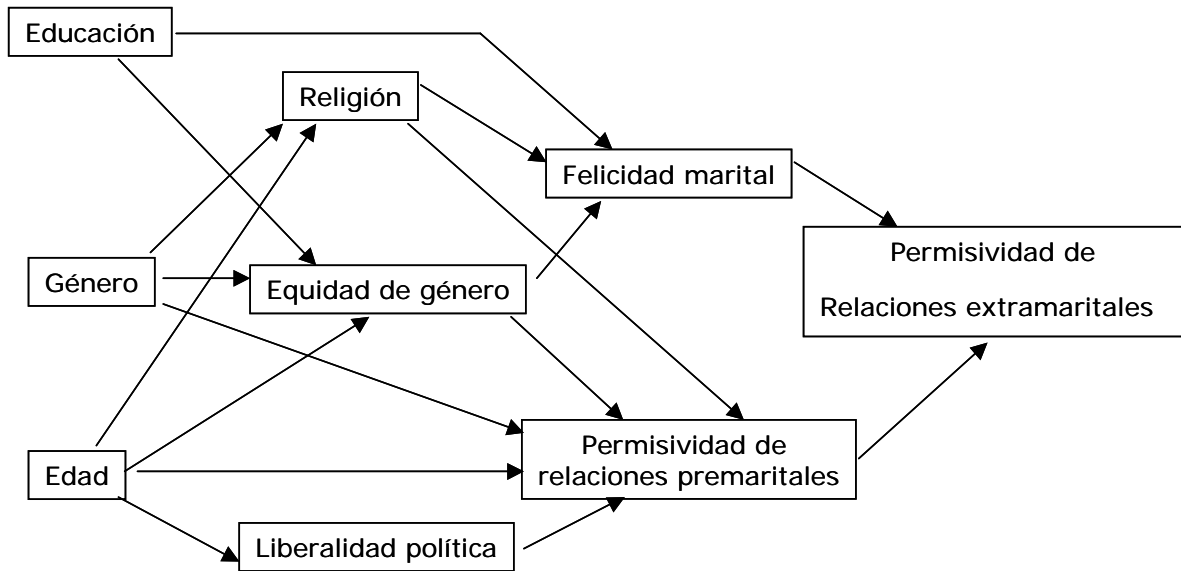 Educación
Religión
Felicidad marital
Permisividad de
Relaciones extramaritales
Género
Equidad de género
Permisividad de
relaciones premaritales
Edad
Liberalidad política